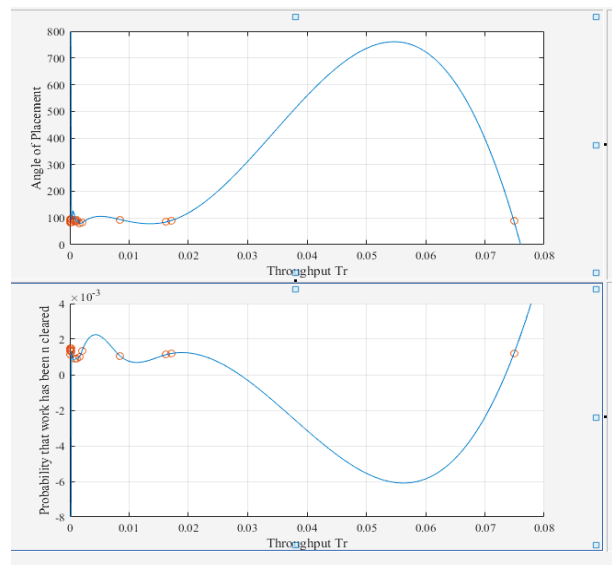 800
700
600
500
400
300
200
100
0
Angle of Placement
0 0.01 0.02 0.03 0.04 0.05 0.06 0.07 0.08
Throughput Tr
×10⁻³
4
2
0
-2
-4
-6
-8
Probability that work has been n cleared
0 0.01 0.02 0.03 0.04 0.05 0.06 0.07 0.08
Throughput Tr